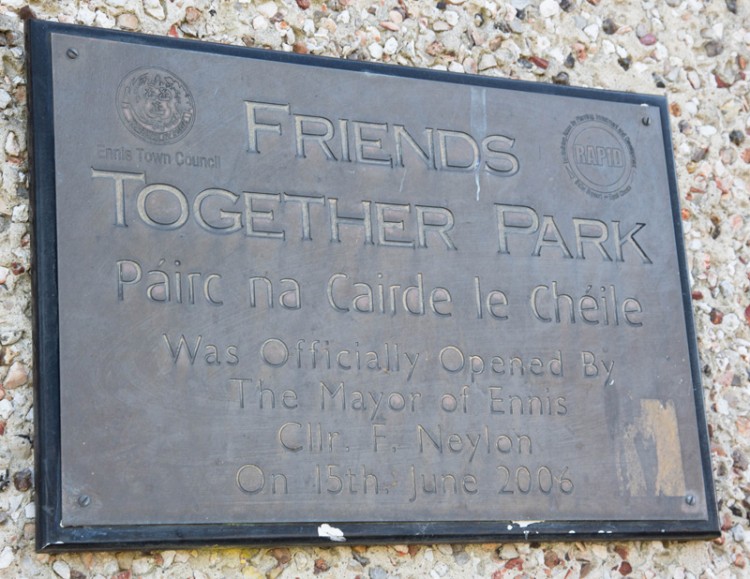 Ennis Town Council
RAPID
FRIENDS
TOGETHER PARK
Páirc na Cairde le Chéile
Was Officially Opened By
The Mayor of Ennis
Cllr. F. Neylon
On 15th. June 2006